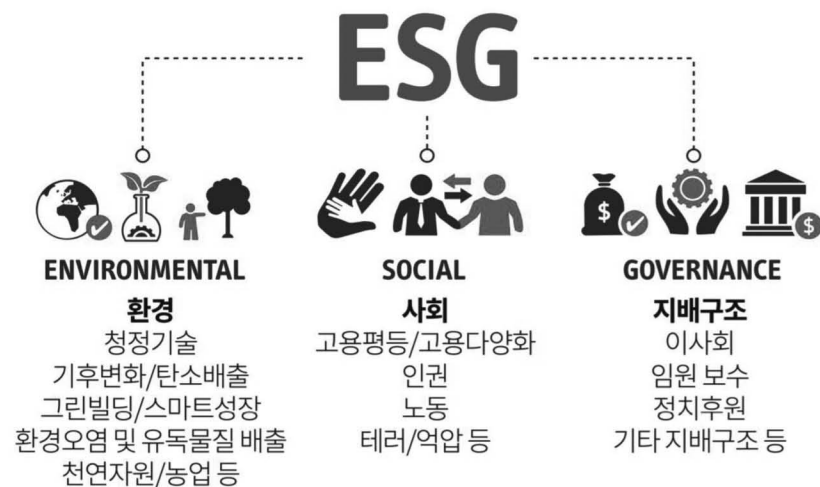 ESG
ENVIRONMENTAL
환경
청정기술
기후변화/탄소배출
그린빌딩/스마트성장
환경오염 및 유독물질 배출
천연자원/농업 등
SOCIAL
사회
고용평등/고용다양화
인권
노동
테러/억압 등
$
GOVERNANCE
$
지배구조
이사회
임원 보수
정치후원
기타 지배구조 등